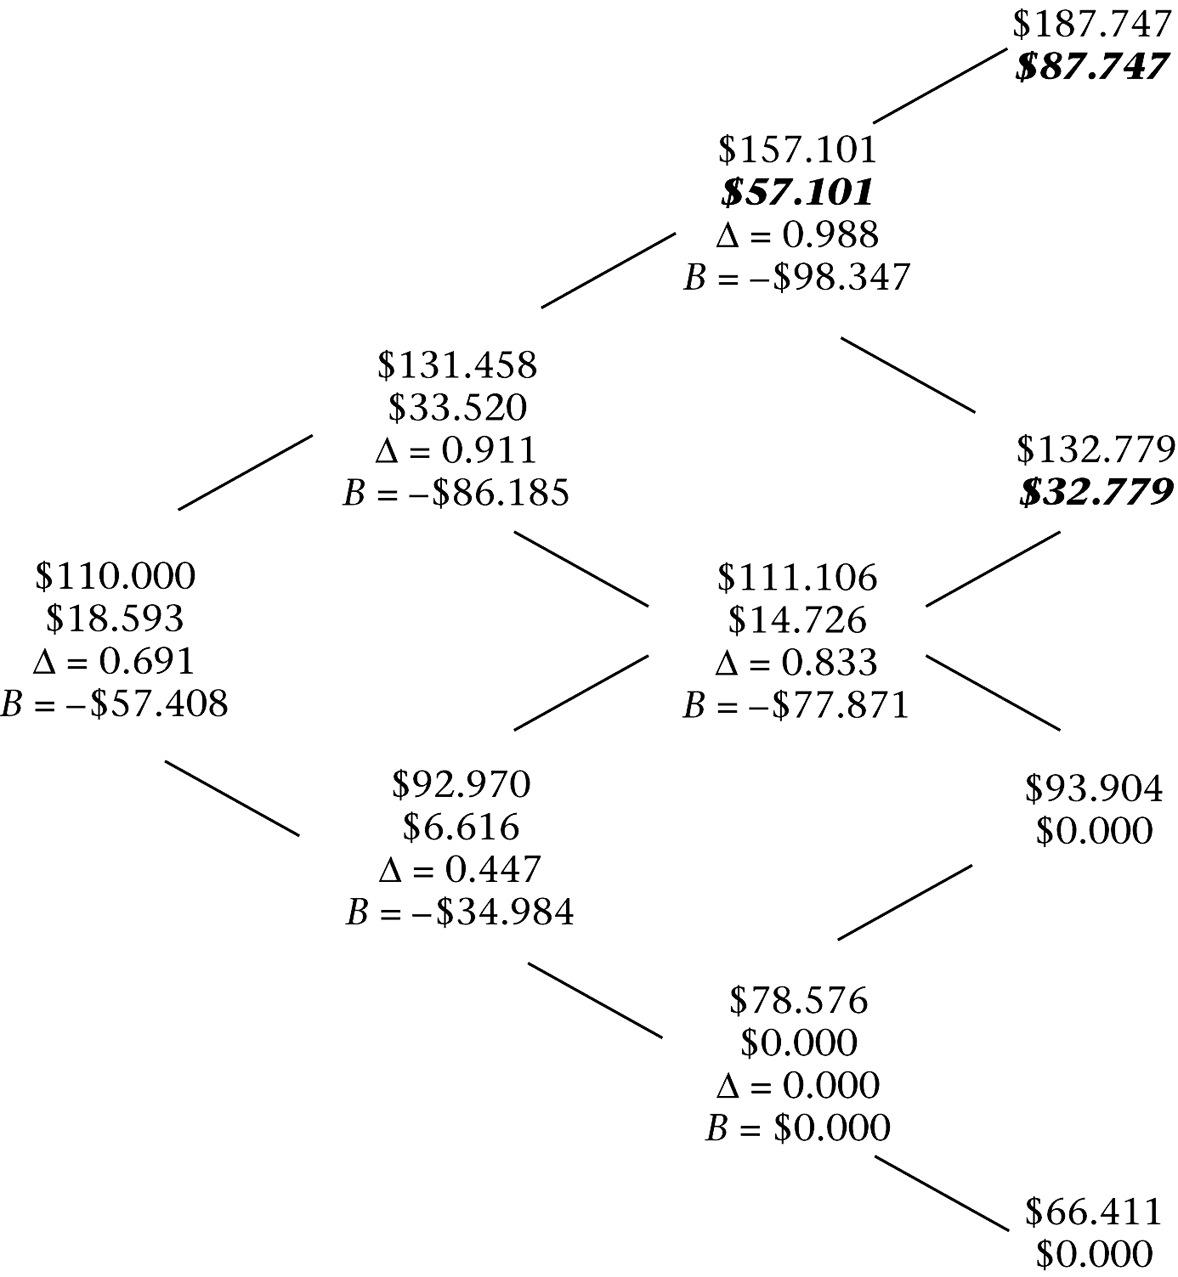 $187.747
$87.747
$157.101
$57.101
Δ = 0.988
B = –$98.347
$131.458
$33.520
Δ = 0.911
B = –$86.185
$132.779
$32.779
$110.000
$18.593
Δ = 0.691
B = –$57.408
$111.106
$14.726
Δ = 0.833
B = –$77.871
$92.970
$6.616
Δ = 0.447
B = –$34.984
$93.904
$0.000
$78.576
$0.000
Δ = 0.000
B = $0.000
$66.411
$0.000